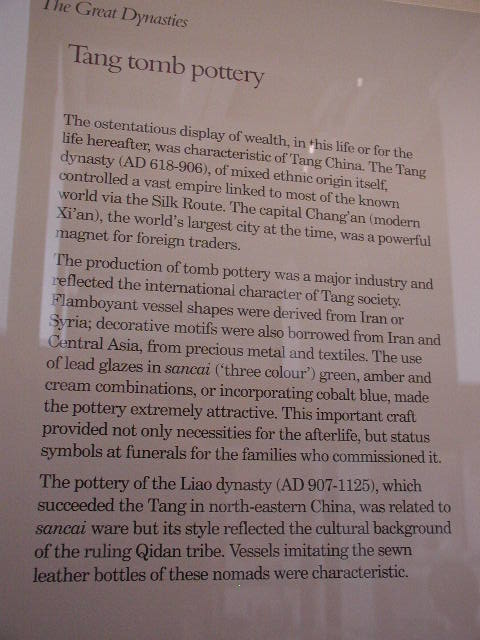 The Great Dynasties
Tang tomb pottery
The ostentatious display of wealth, in this life or for the
life hereafter, was characteristic of Tang China. The Tang
dynasty (AD 618-906), of mixed ethnic origin itself,
controlled a vast empire linked to most of the known
world via the Silk Route. The capital Chang'an (modern
Xi'an), the world's largest city at the time, was a powerful
magnet for foreign traders.
The production of tomb pottery was a major industry and
reflected the international character of Tang society.
Flamboyant vessel shapes were derived from Iran or
Syria; decorative motifs were also borrowed from Iran and
Central Asia, from precious metal and textiles. The use
of lead glazes in sancai ('three colour') green, amber and
cream combinations, or incorporating cobalt blue, made
the pottery extremely attractive. This important craft
provided not only necessities for the afterlife, but status
symbols at funerals for the families who commissioned it.
The pottery of the Liao dynasty (AD 907-1125), which
succeeded the Tang in north-eastern China, was related to
sancai ware but its style reflected the cultural background
of the ruling Qidan tribe. Vessels imitating the sewn
leather bottles of these nomads were characteristic.